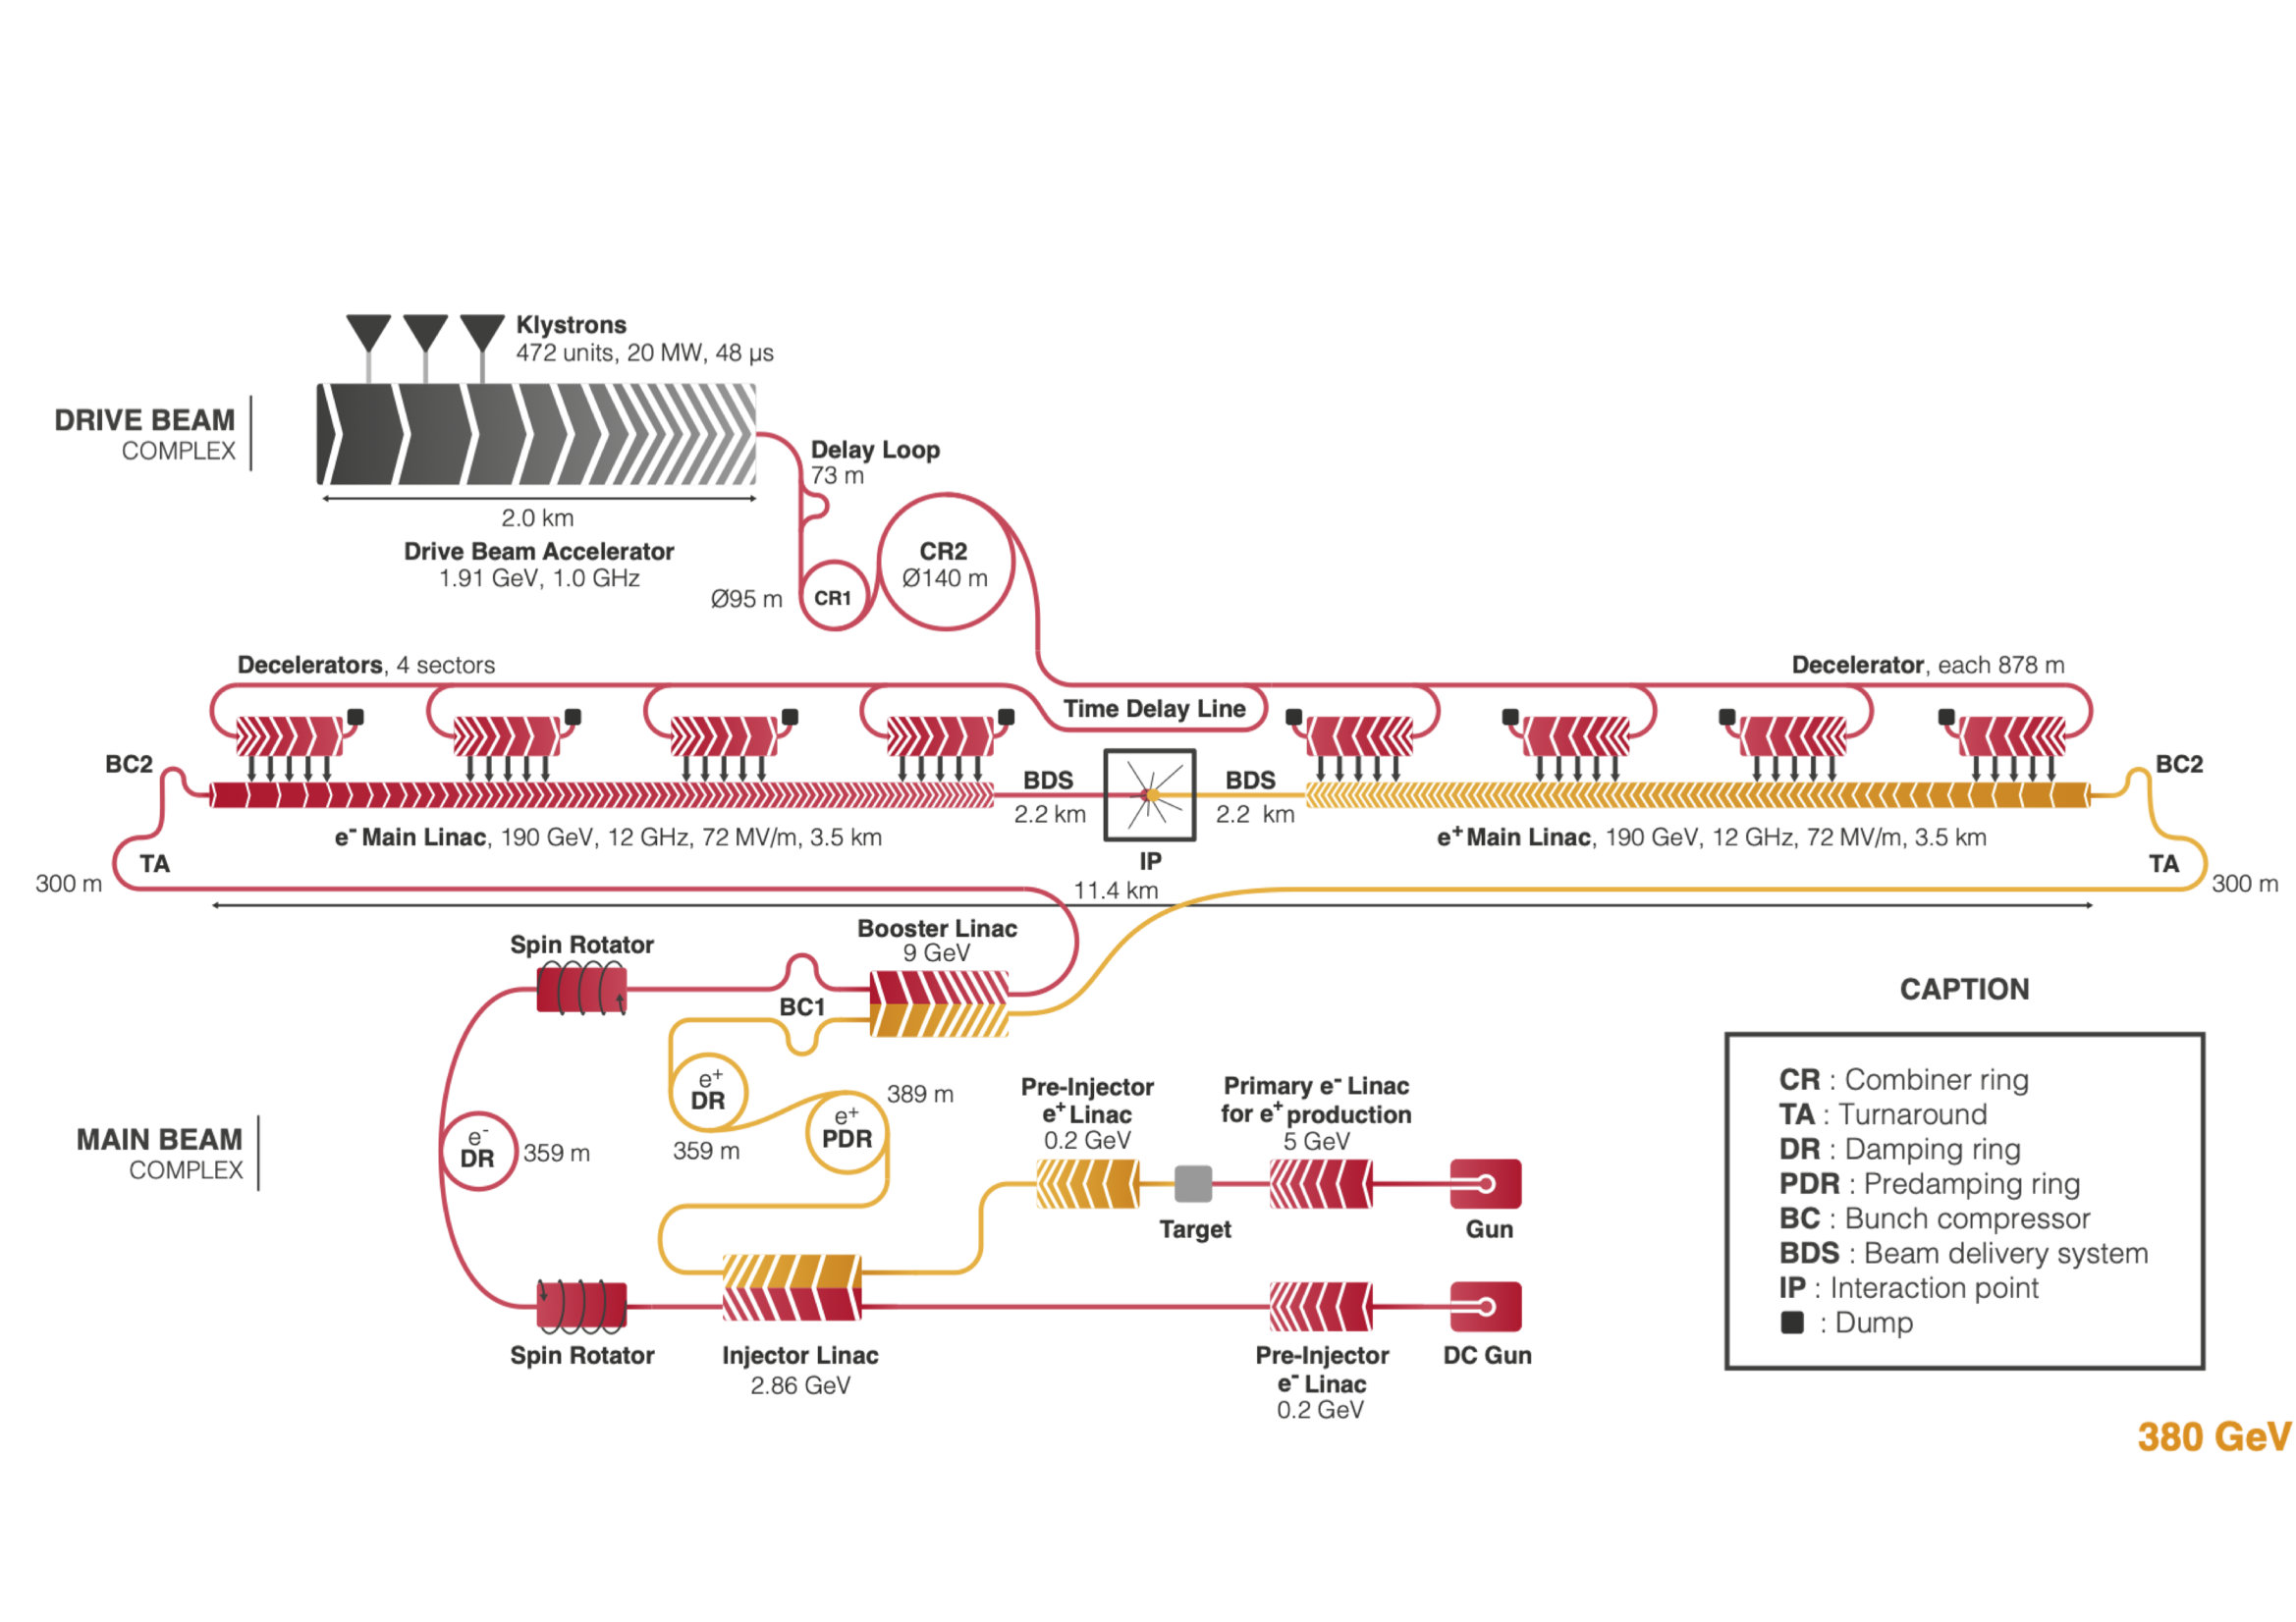 Klystrons
472 units, 20 MW, 48 µs
DRIVE BEAM
COMPLEX
2.0 km
Drive Beam Accelerator
1.91 GeV, 1.0 GHz
Delay Loop
73 m
CR2
Ø140 m
Ø95 m
CR1
Decelerators, 4 sectors
Decelerator, each 878 m
Time Delay Line
BC2
BDS
BDS
BC2
2.2 km
2.2 km
e- Main Linac, 190 GeV, 12 GHz, 72 MV/m, 3.5 km
e+ Main Linac, 190 GeV, 12 GHz, 72 MV/m, 3.5 km
IP
TA
TA
300 m
11.4 km
300 m
Booster Linac
9 GeV
Spin Rotator
BC1
MAIN BEAM
COMPLEX
e-
DR
359 m
e+
DR
359 m
e+
PDR
389 m
Pre-Injector
e+ Linac
0.2 GeV
Primary e- Linac
for e+ production
5 GeV
Target
Gun
Spin Rotator
Injector Linac
2.86 GeV
Pre-Injector
e- Linac
0.2 GeV
DC Gun
CAPTION
CR : Combiner ring
TA : Turnaround
DR : Damping ring
PDR : Predamping ring
BC : Bunch compressor
BDS : Beam delivery system
IP : Interaction point
: Dump
380 GeV